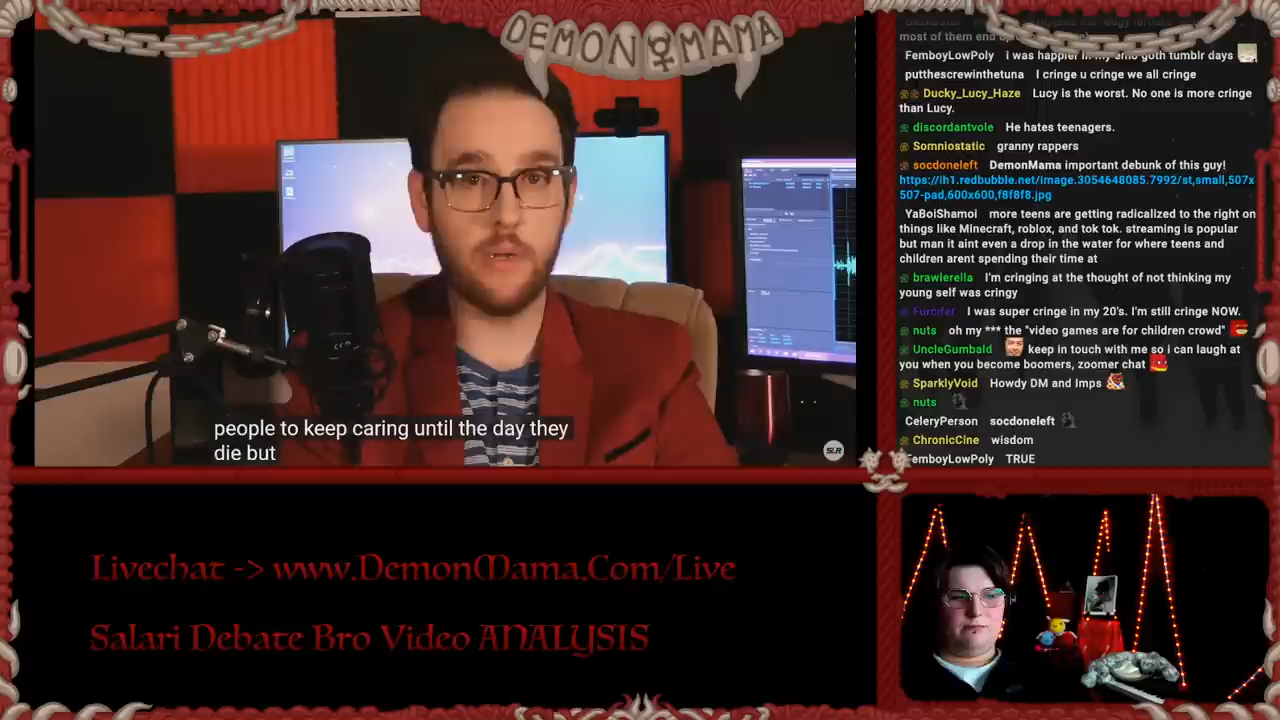 DEMON MAMA
most of them end
FemboyLowPoly i was happier in my emo goth tumblr days
putthescrewinthetuna I cringe u cringe we all cringe
Ducky_Lucy_Haze Lucy is the worst. No one is more cringe
than Lucy.
discordantvole He hates teenagers.
Somniostatic granny rappers
socdoneleft DemonMama important debunk of this guy!
https://ih1.redbubble.net/image.3054648085.7992/st,small,507x
507-pad,600x600,f8f8f8.jpg
YaBoiShamoi more teens are getting radicalized on tiktok or on
things like Minecraft, roblox, and toktok. streaming is popular
but man it aint even a drop in the water for where teens and
children arent spending their time at
brawlerella I'm cringing at the thought of not thinking my
young self was cringy
Furcifer I was super cringe in my 20's. i'm still cringe NOW.
nuts oh my *** the "video games are for children" nerd
UncleGumbald keep in touch with me so i can laugh at
you when you become boomers, zoomer chat
SparklyVoid Howdy DM and Imps
nuts
CeleryPerson socdoneleft
ChronicCine wisdom
FemboyLowPoly TRUE
people to keep caring until the day they
die but
SLR
Livechat -> www.DemonMama.Com/Live
Salari Debate Bro Video ANALYSIS